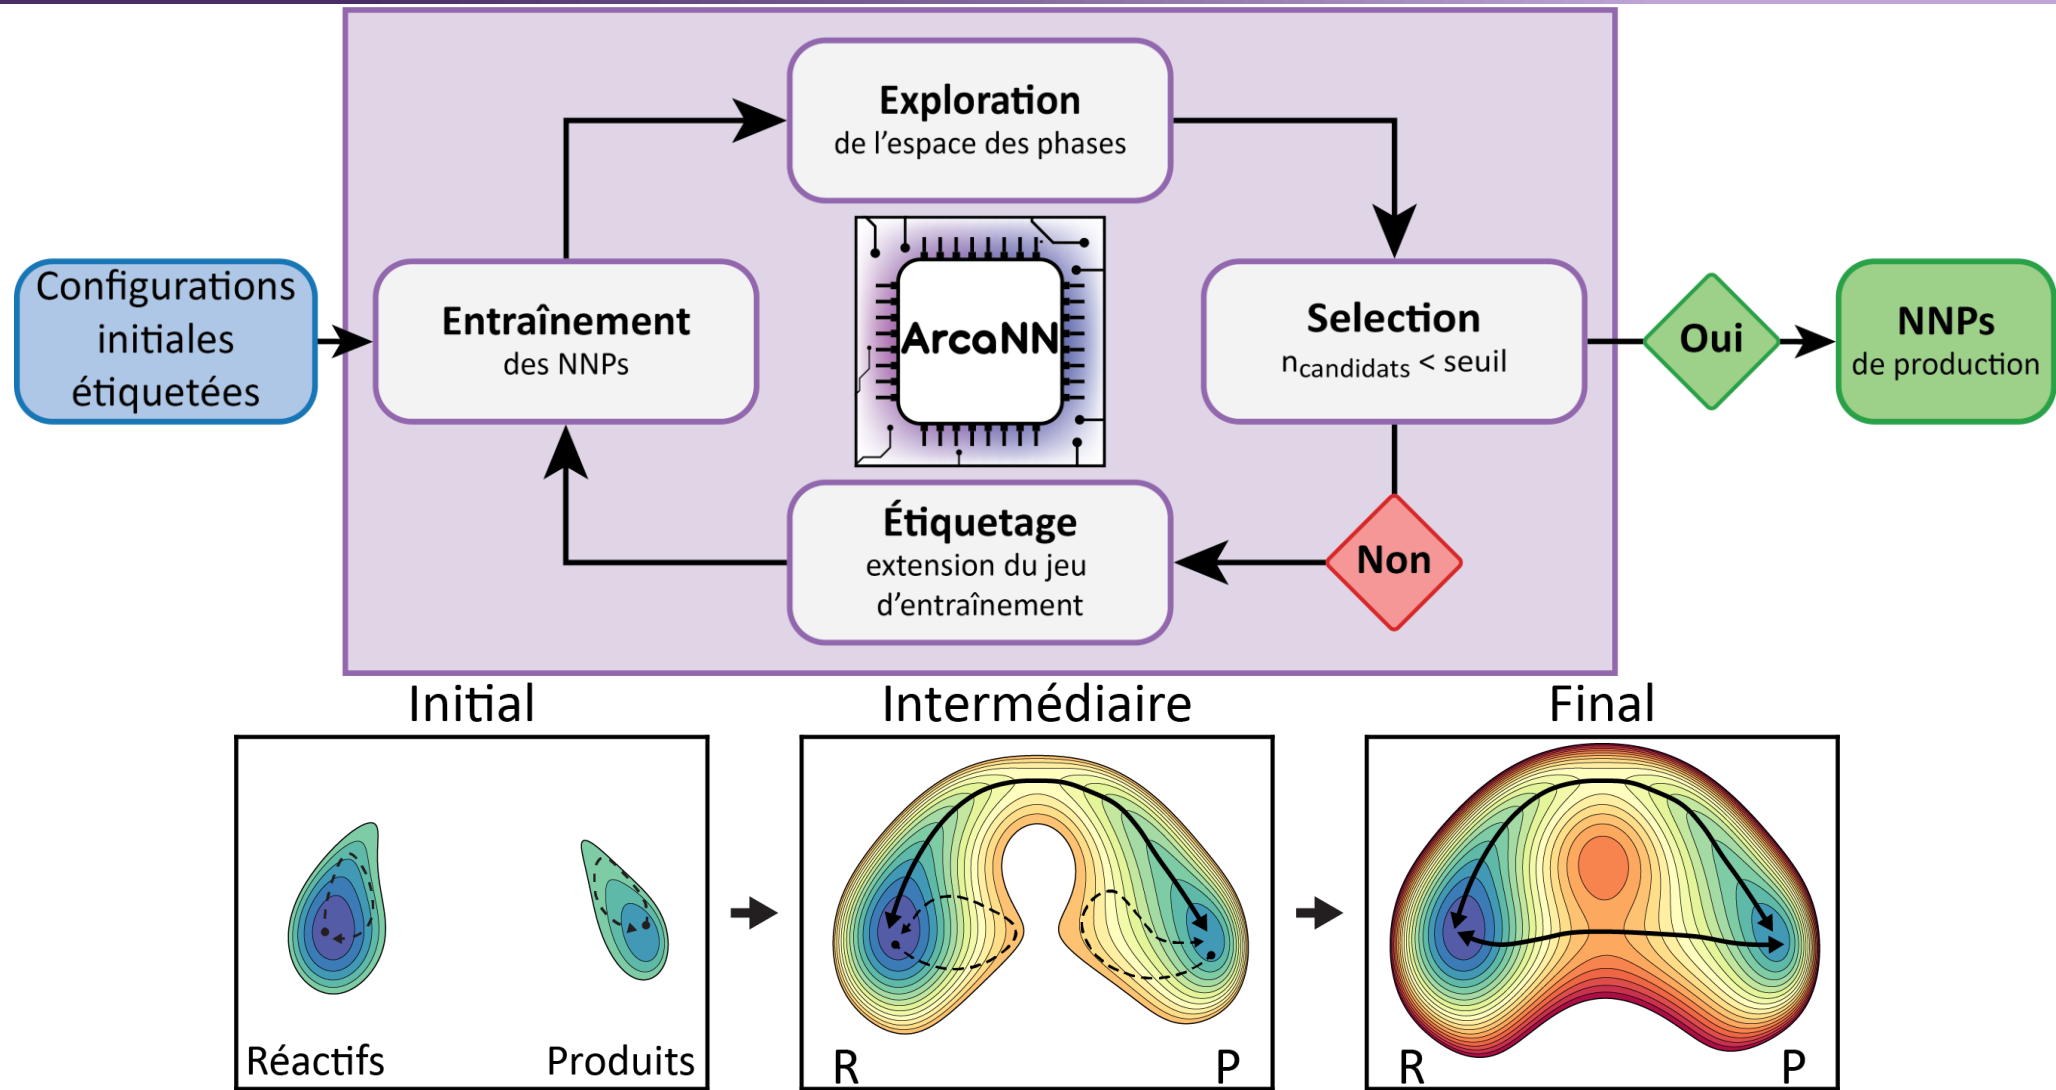 Exploration
de l'espace des phases
Configurations
initiales
étiquetées
Entraînement
des NNPs
ArcaNN
Selection
ncandidats < seuil
Oui
NNPs
de production
Étiquetage
extension du jeu
d'entraînement
Non
Initial
Intermédiaire
Final
Réactifs
Produits
R
P
R
P